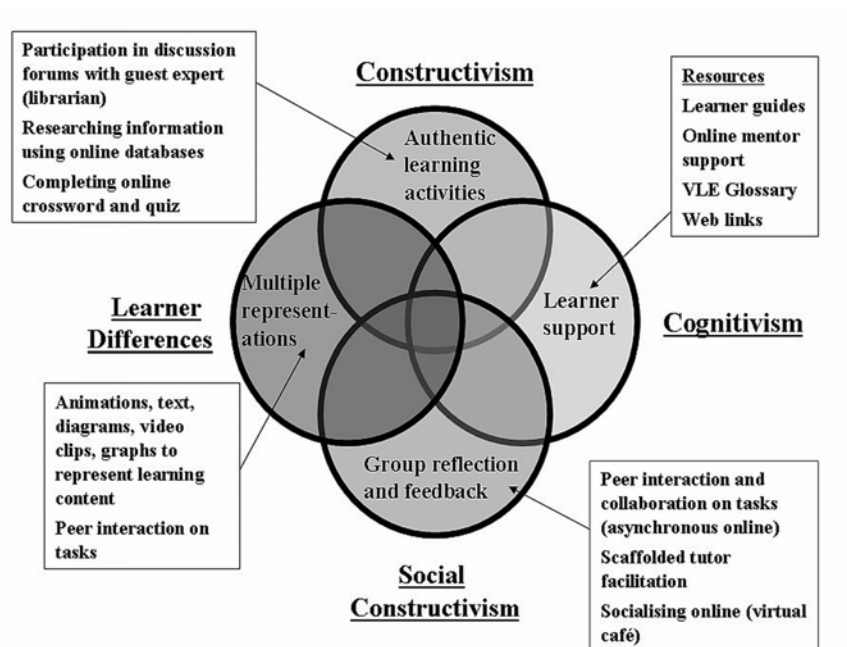 Participation in discussion
forums with guest expert
(librarian)
Researching information
using online databases
Completing online
crossword and quiz
Constructivism
Resources
Learner guides
Online mentor
support
VLE Glossary
Web links
Authentic
learning
activities
Learner
Differences
Multiple
represent-
ations
Learner
support
Cognitivism
Animations, text,
diagrams, video
clips, graphs to
represent learning
content
Peer interaction on
tasks
Group reflection
and feedback
Peer interaction and
collaboration on tasks
(asynchronous online)
Scaffolded tutor
facilitation
Socialising online (virtual
café)
Social
Constructivism